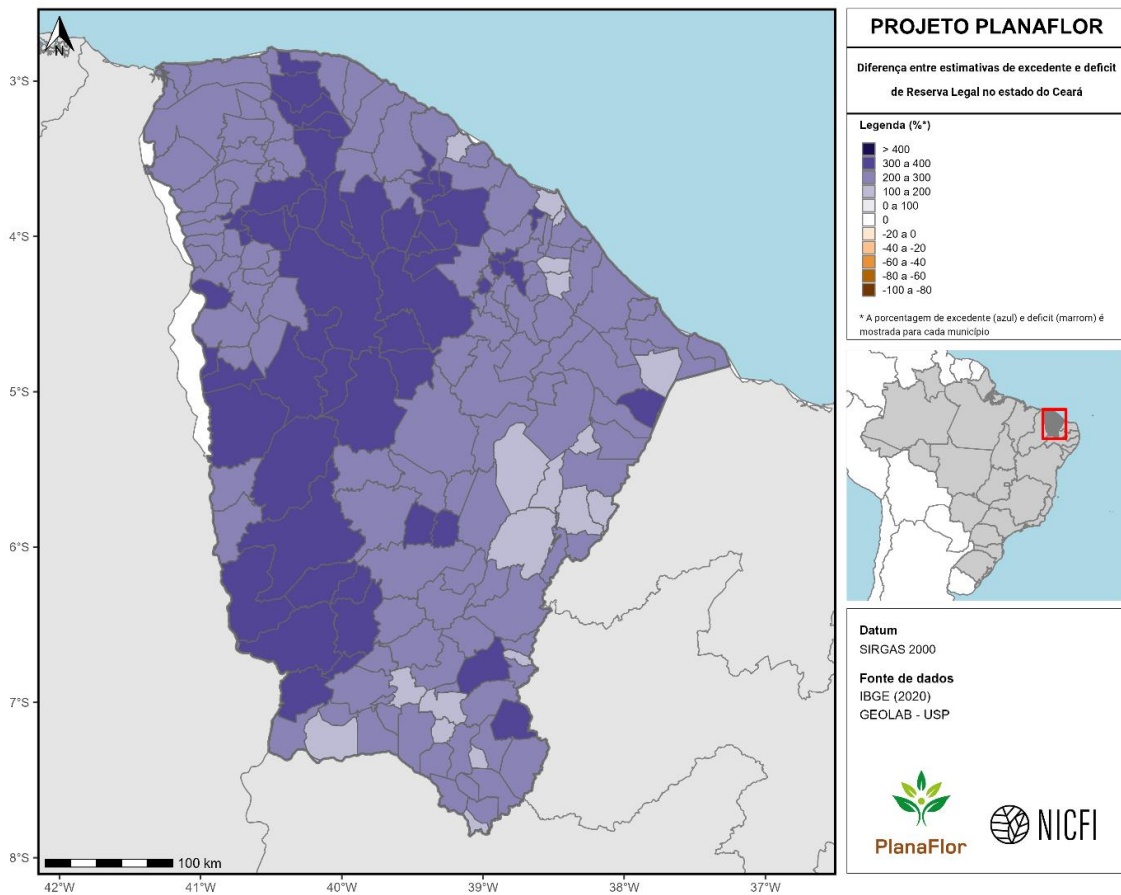 N
3°S
4°S
5°S
6°S
7°S
8°S
100 km
42°W
41°W
40°W
39°W
38°W
37°W
PROJETO PLANAFLOR
Diferença entre estimativas de excedente e deficit
de Reserva Legal no estado do Ceará
Legenda (%*)
> 400
300 a 400
200 a 300
100 a 200
0 a 100
0
-20 a 0
-40 a -20
-60 a -40
-80 a -60
-100 a -80
* A porcentagem de excedente (azul) e deficit (marrom) é
mostrada para cada município
Datum
SIRGAS 2000
Fonte de dados
IBGE (2020)
GEOLAB - USP
PlanaFlor
NICFI